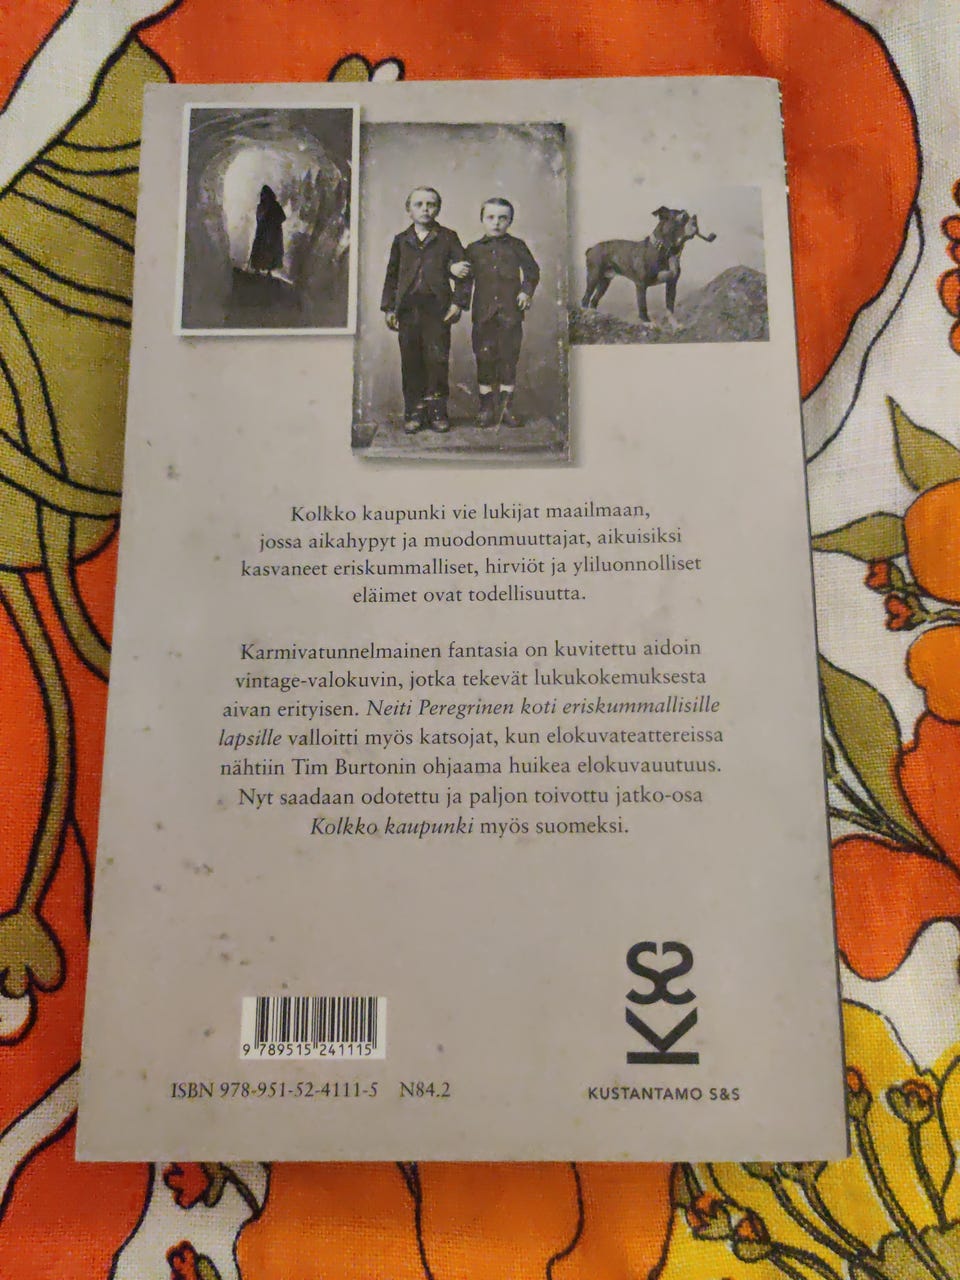 Kolkko kaupunki vie lukijat maailmaan,
jossa aikahypyt ja muodonmuuttajat, aikuisiksi
kasvaneet eriskummalliset, hirviöt ja yliluonnolliset
eläimet ovat todellisuutta.
Karmivatunnelmainen fantasia on kuvitettu aidoin
vintage-valokuvin, jotka tekevät lukukokemuksesta
aivan erityisen. Neiti Peregrinen koti eriskummallisille
lapsille valloitti myös katsojat, kun elokuvateattereissa
nähtiin Tim Burtonin ohjaama huikea elokuvauutuus.
Nyt saadaan odotettu ja paljon toivottu jatko-osa
Kolkko kaupunki myös suomeksi.
9 789515 241115
ISBN 978-951-52-4111-5 N84.2
KSS
KUSTANTAMO S&S